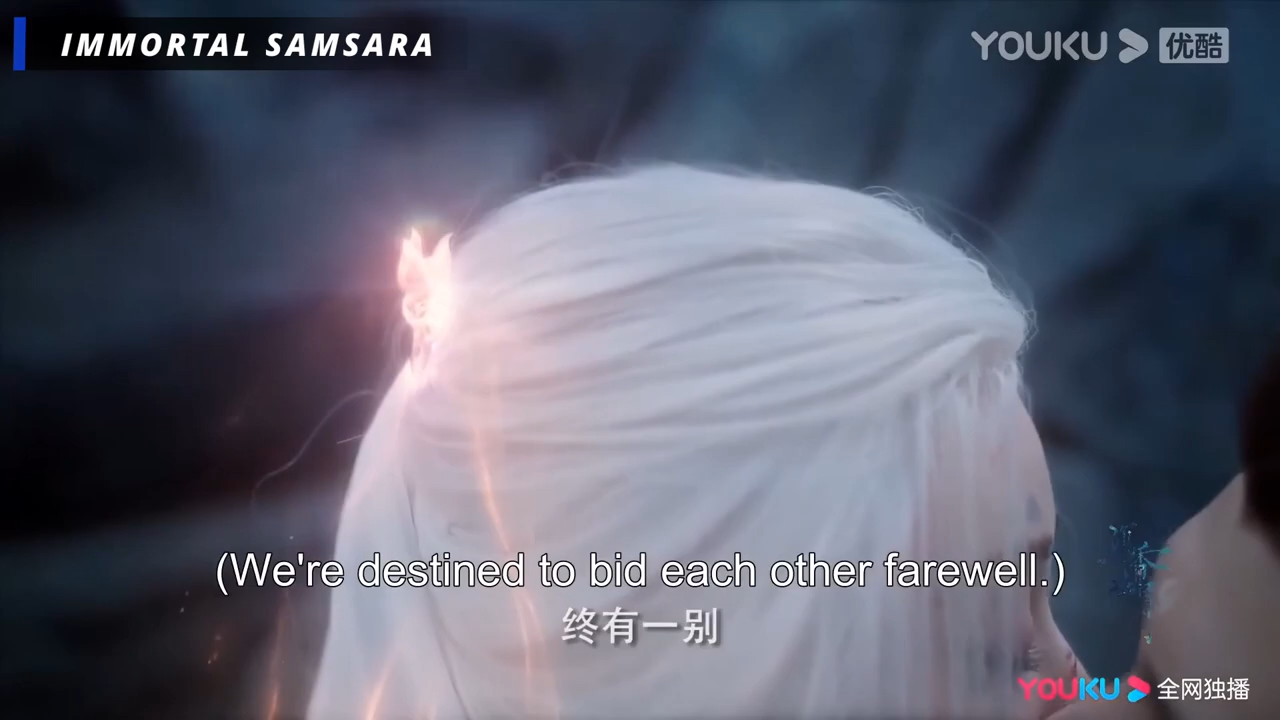 IMMORTAL SAMSARA
YOUKU 优酷
(We're destined to bid each other farewell.)
终有一别
YOUKU 全网独播